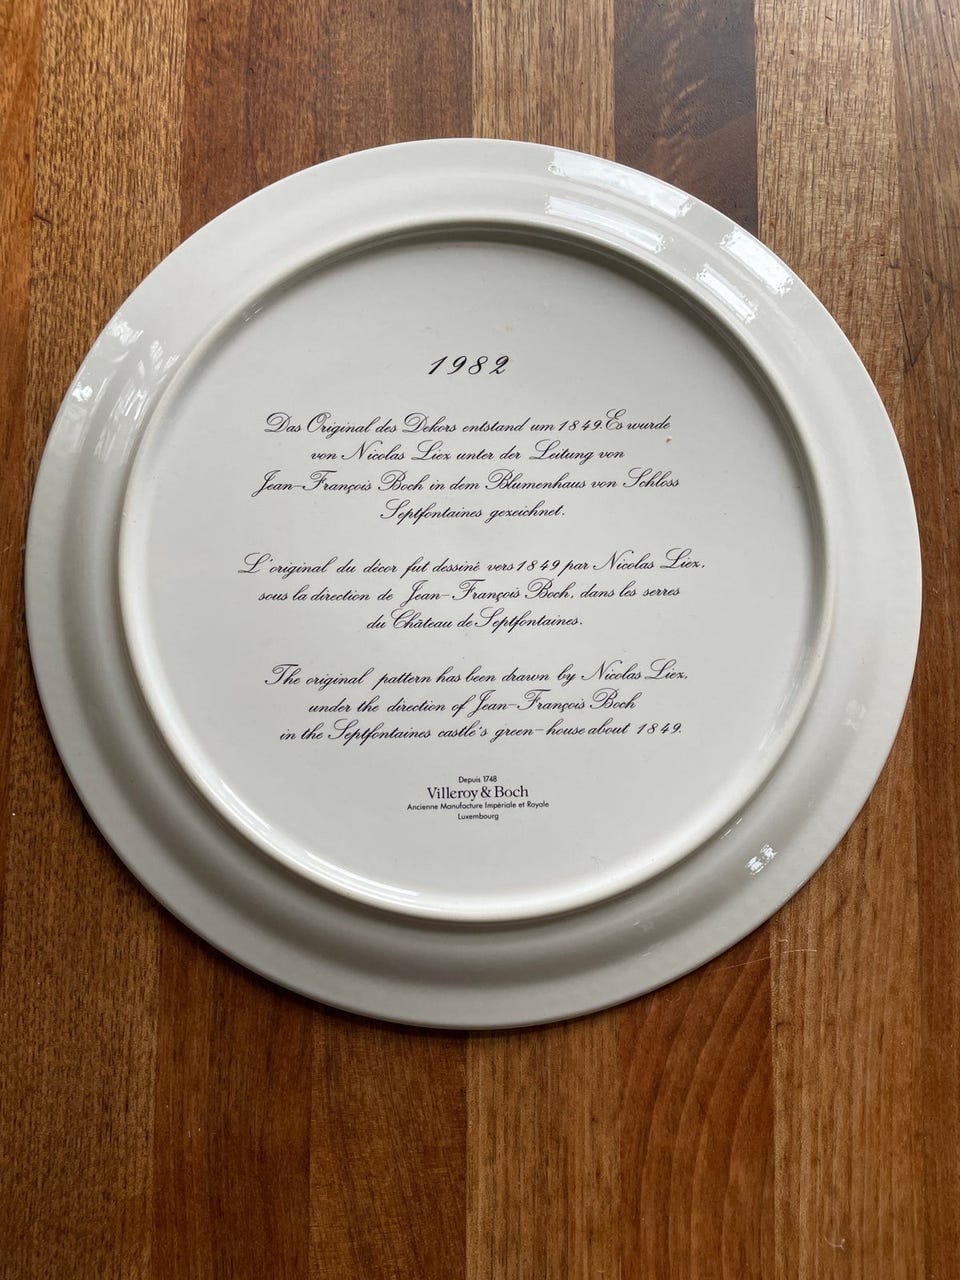 1982
Das Original des Dekors entstand um 1849. Es wurde
von Nicolas Liez unter der Leitung von
Jean-François Boch in dem Blumenhaus von Schloss
Septfontaines gezeichnet.
L'original du décor fut dessiné vers 1849 par Nicolas Liez,
sous la direction de Jean-François Boch, dans les serres
du Château de Septfontaines.
The original pattern has been drawn by Nicolas Liez,
under the direction of Jean-François Boch
in the Septfontaines castle's green-house about 1849.
Depuis 1748
Villeroy & Boch
Ancienne Manufacture Impériale et Royale
Luxembourg